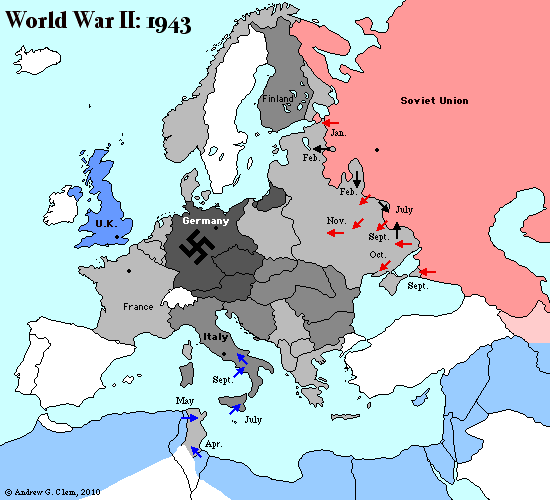 World War II: 1943
Finland
Soviet Union
Jan.
Feb.
Feb.
July
U.K.
Germany
Nov.
Sept.
Oct.
Sept.
France
Italy
Sept.
May
July
Apr.
© Andrew G. Clem, 2010